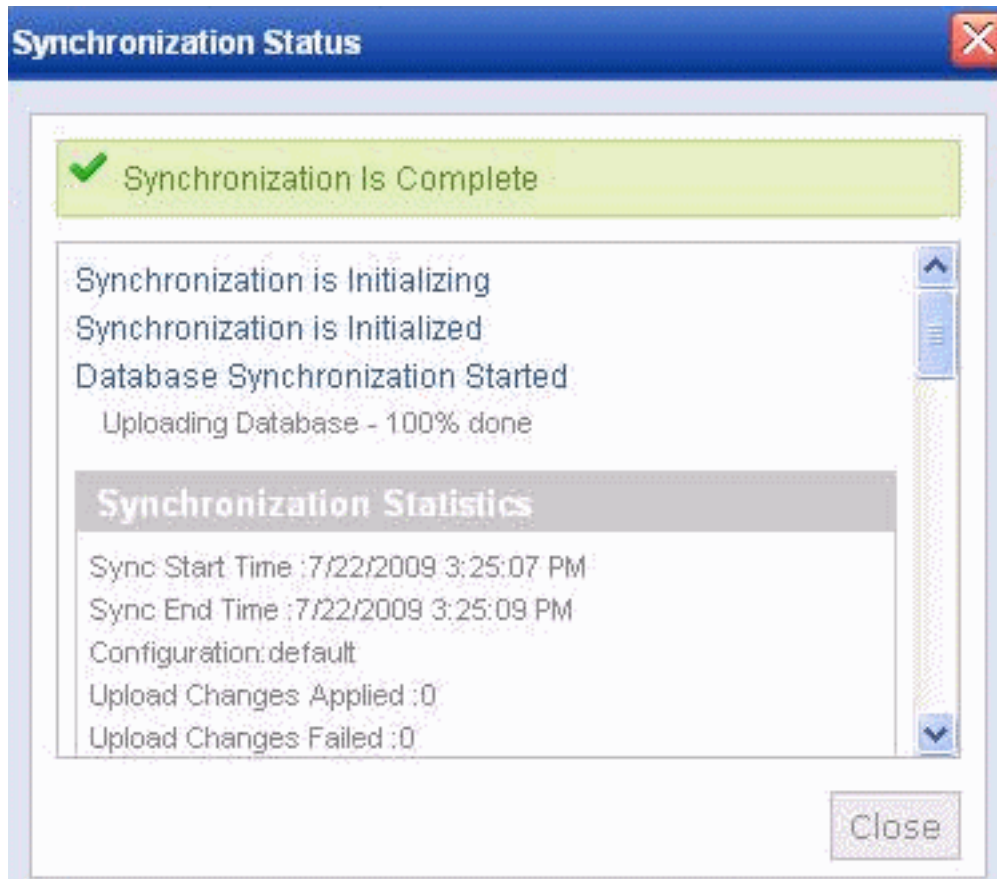 Synchronization Status
Synchronization Is Complete
Synchronization is Initializing
Synchronization is Initialized
Database Synchronization Started
Uploading Database - 100% done
Synchronization Statistics
Sync Start Time :7/22/2009 3:25:07 PM
Sync End Time :7/22/2009 3:25:09 PM
Configuration:default
Upload Changes Applied :0
Upload Changes Failed :0
Close